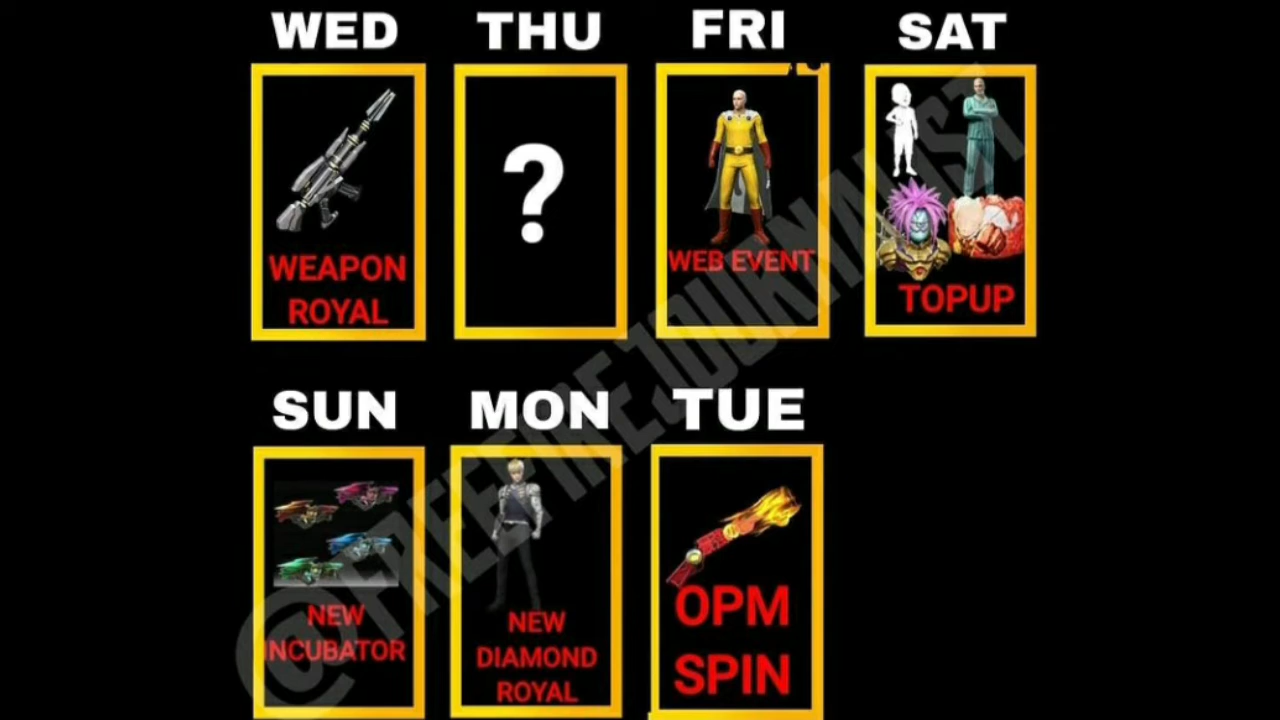 WED
THU
FRI
SAT
WEAPON
ROYAL
?
WEB EVENT
TOPUP
SUN
MON
TUE
NEW
INCUBATOR
NEW
DIAMOND
ROYAL
OPM
SPIN
@FREEFIREJOURNALIST